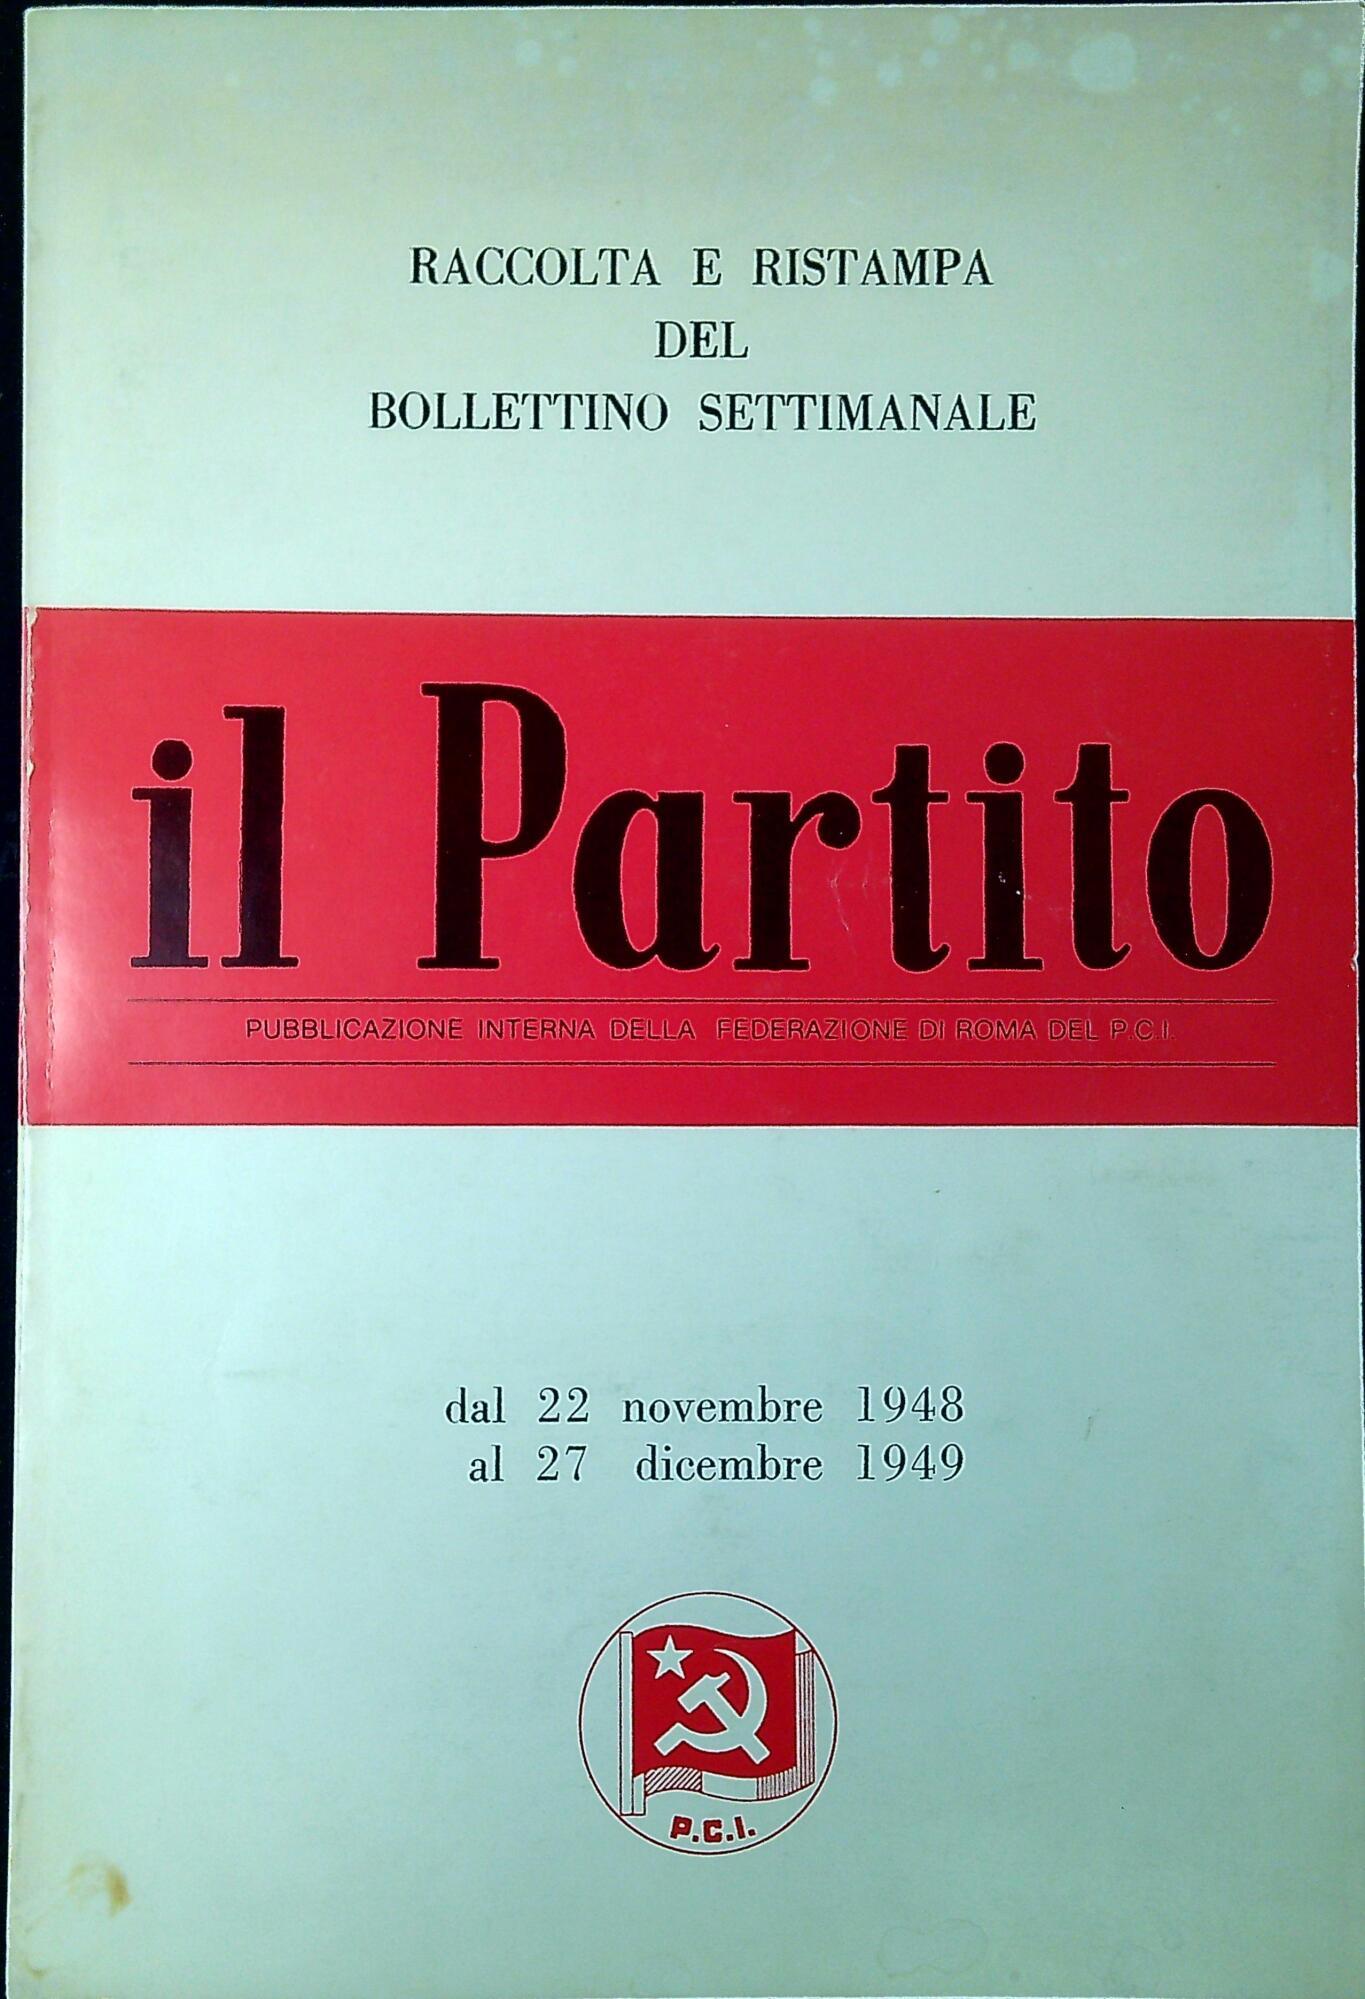 RACCOLTA E RISTAMPA
DEL
BOLLETTINO SETTIMANALE
il Partito
PUBBLICAZIONE INTERNA DELLA FEDERAZIONE DI ROMA DEL P.C.I.
dal 22 novembre 1948
al 27 dicembre 1949
P.C.I.